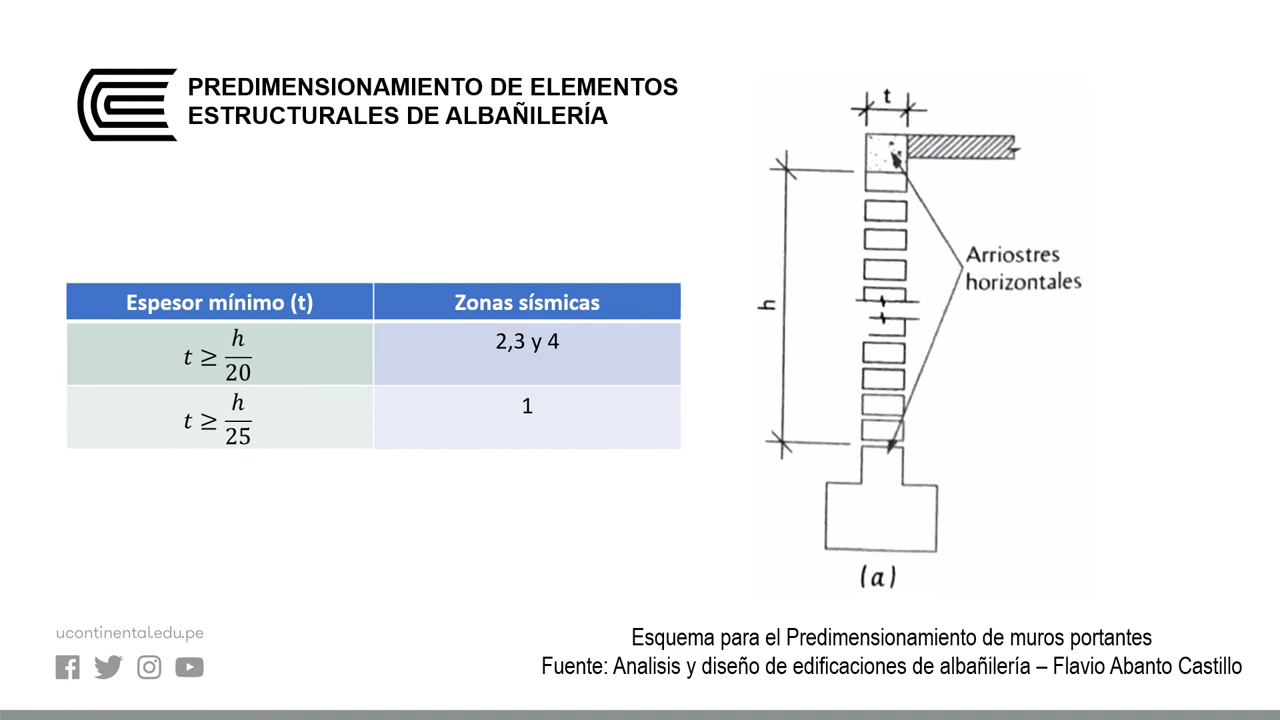 PREDIMENSIONAMIENTO DE ELEMENTOS
ESTRUCTURALES DE ALBAÑILERÍA
Espesor mínimo (t)
Zonas sísmicas
t ≥ h/20
2,3 y 4
t ≥ h/25
1
t
h
Arriostres
horizontales
(a)
ucontinental.edu.pe
Esquema para el Predimensionamiento de muros portantes
Fuente: Analisis y diseño de edificaciones de albañilería – Flavio Abanto Castillo